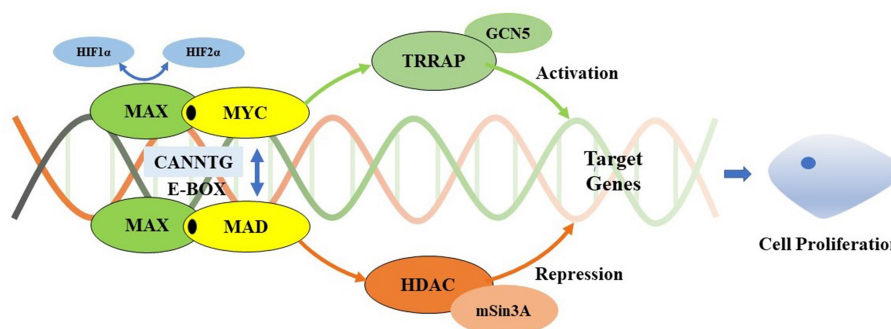 HIF1α
HIF2α
GCN5
TRRAP
Activation
MAX
MYC
CANNTG
E-BOX
Target
Genes
MAX
MAD
Cell Proliferation
HDAC
Repression
mSin3A